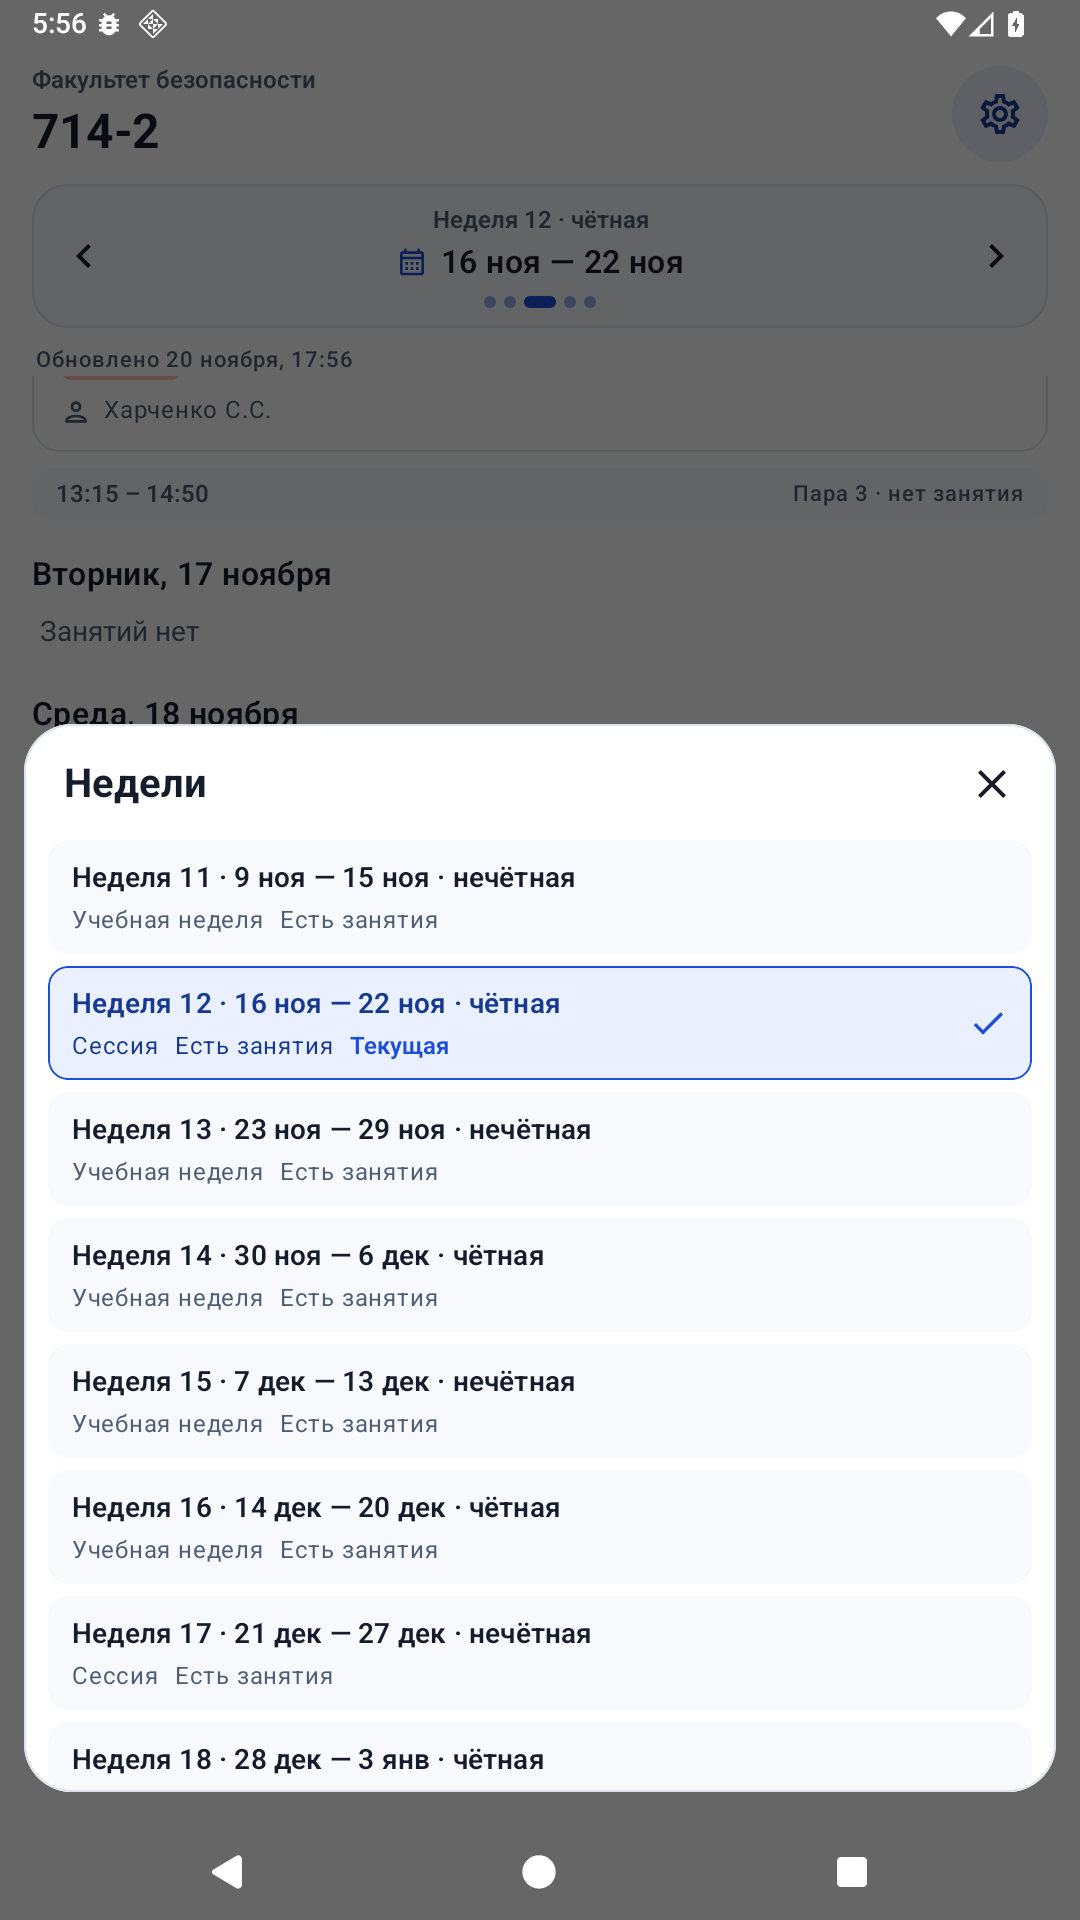 5:56
Факультет безопасности
714-2
Неделя 12 · чётная
16 ноя — 22 ноя
Обновлено 20 ноября, 17:56
Харченко С.С.
13:15 – 14:50
Пара 3 · нет занятия
Вторник, 17 ноября
Занятий нет
Среда, 18 ноября
Недели
Неделя 11 · 9 ноя — 15 ноя · нечётная
Учебная неделя Есть занятия
Неделя 12 · 16 ноя — 22 ноя · чётная
Сессия Есть занятия Текущая
Неделя 13 · 23 ноя — 29 ноя · нечётная
Учебная неделя Есть занятия
Неделя 14 · 30 ноя — 6 дек · чётная
Учебная неделя Есть занятия
Неделя 15 · 7 дек — 13 дек · нечётная
Учебная неделя Есть занятия
Неделя 16 · 14 дек — 20 дек · чётная
Учебная неделя Есть занятия
Неделя 17 · 21 дек — 27 дек · нечётная
Сессия Есть занятия
Неделя 18 · 28 дек — 3 янв · чётная